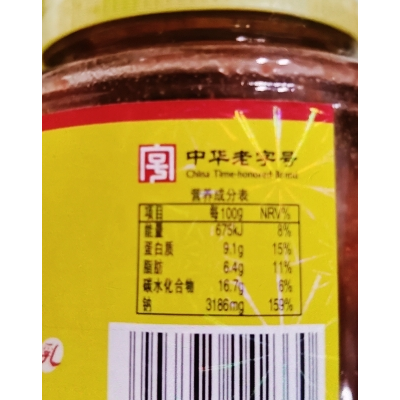 中华老字号
China Time-honored Brand
营养成分表
项目 每100g NRV%
能量 675kJ 8%
蛋白质 9.1g 15%
脂肪 6.4g 11%
碳水化合物 16.7g 6%
钠 3186mg 159%
乳